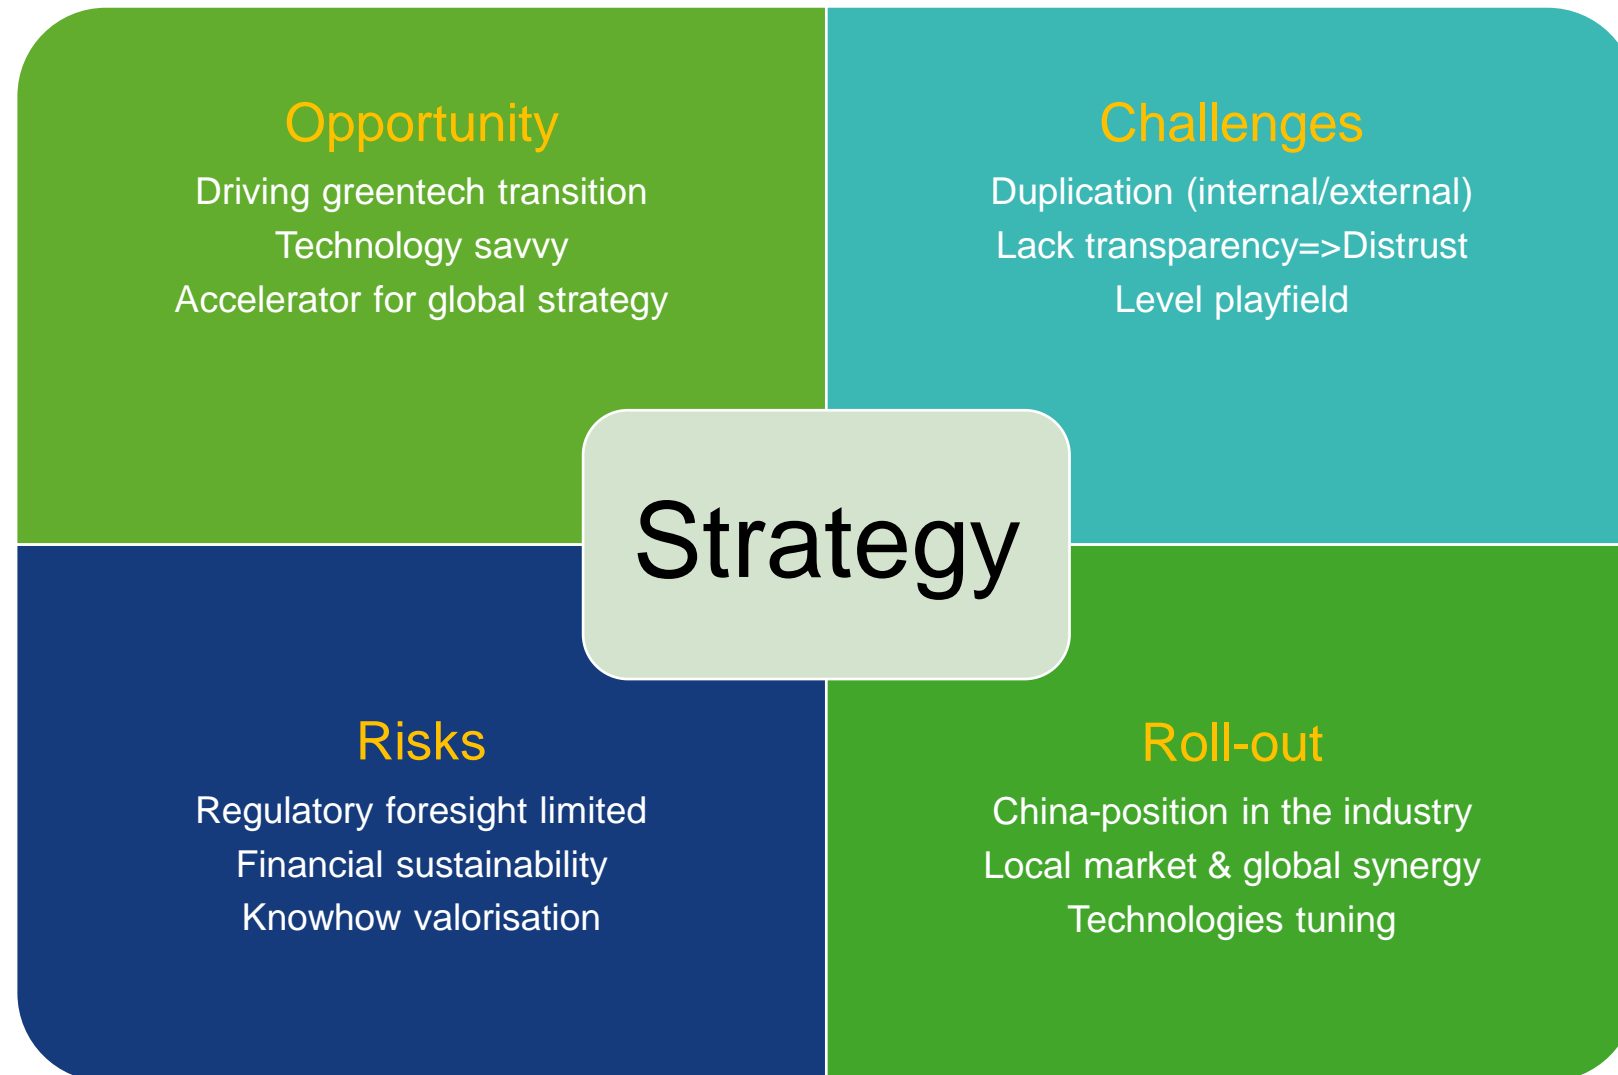 Opportunity
Driving greentech transition
Technology savvy
Accelerator for global strategy
Challenges
Duplication (internal/external)
Lack transparency=>Distrust
Level playfield
Strategy
Risks
Regulatory foresight limited
Financial sustainability
Knowhow valorisation
Roll-out
China-position in the industry
Local market & global synergy
Technologies tuning